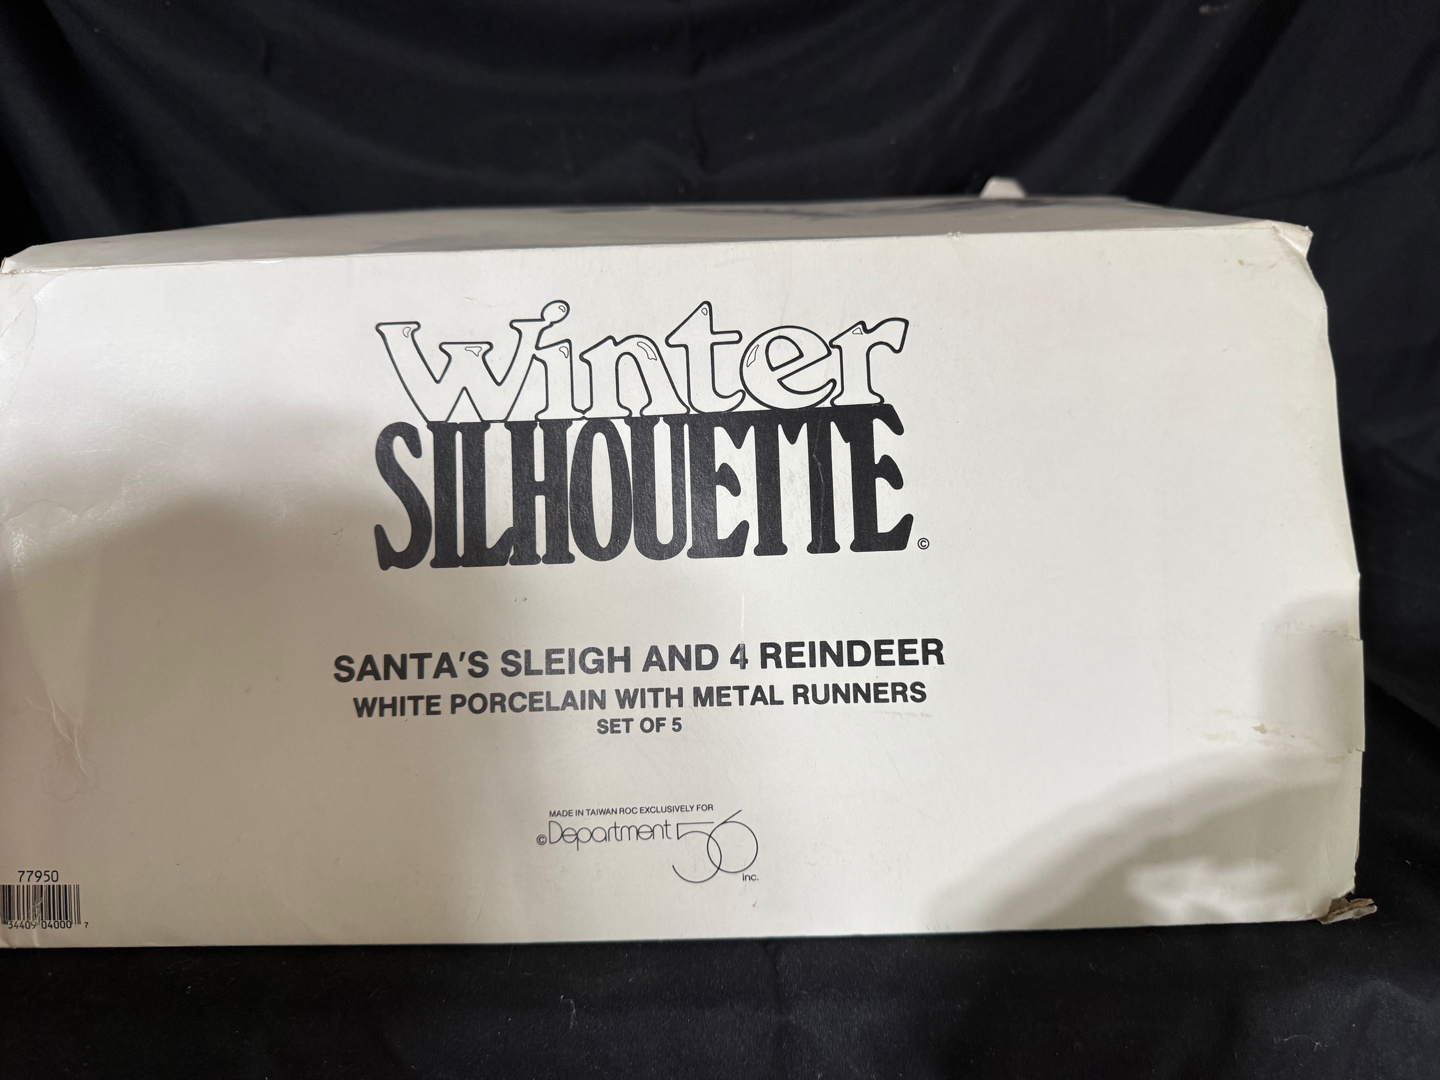 Winter
SILHOUETTE ©
SANTA'S SLEIGH AND 4 REINDEER
WHITE PORCELAIN WITH METAL RUNNERS
SET OF 5
MADE IN TAIWAN ROC EXCLUSIVELY FOR
© Department 56
inc.
77950
34409 04000 7